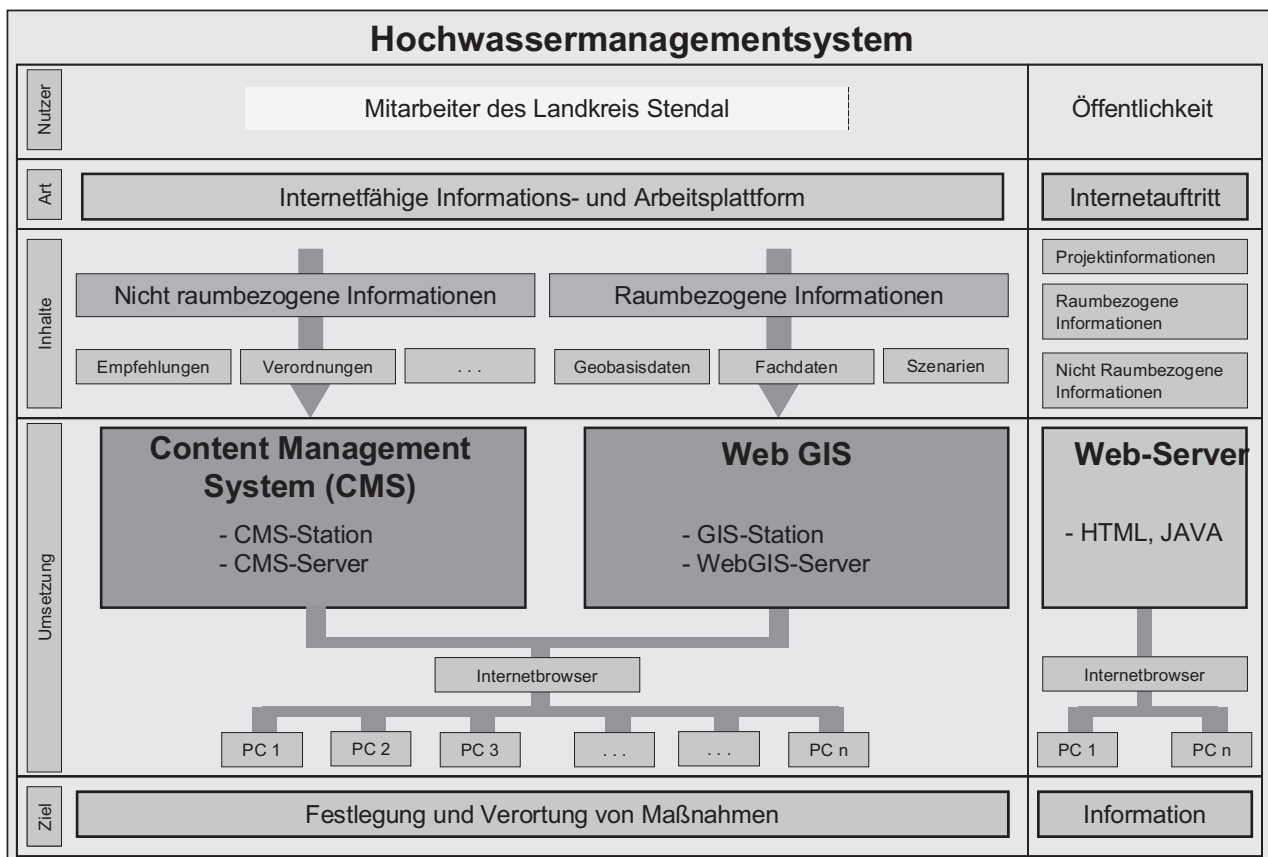 Hochwassermanagementsystem
Nutzer
Mitarbeiter des Landkreis Stendal
Öffentlichkeit
Art
Internetfähige Informations- und Arbeitsplattform
Internetauftritt
Inhalte
Nicht raumbezogene Informationen
Raumbezogene Informationen
Empfehlungen
Verordnungen
. . .
Geobasisdaten
Fachdaten
Szenarien
Projektinformationen
Raumbezogene
Informationen
Nicht Raumbezogene
Informationen
Umsetzung
Content Management
System (CMS)
- CMS-Station
- CMS-Server
Web GIS
- GIS-Station
- WebGIS-Server
Web-Server
- HTML, JAVA
Internetbrowser
PC 1
PC 2
PC 3
. . .
. . .
PC n
Internetbrowser
PC 1
PC n
Ziel
Festlegung und Verortung von Maßnahmen
Information